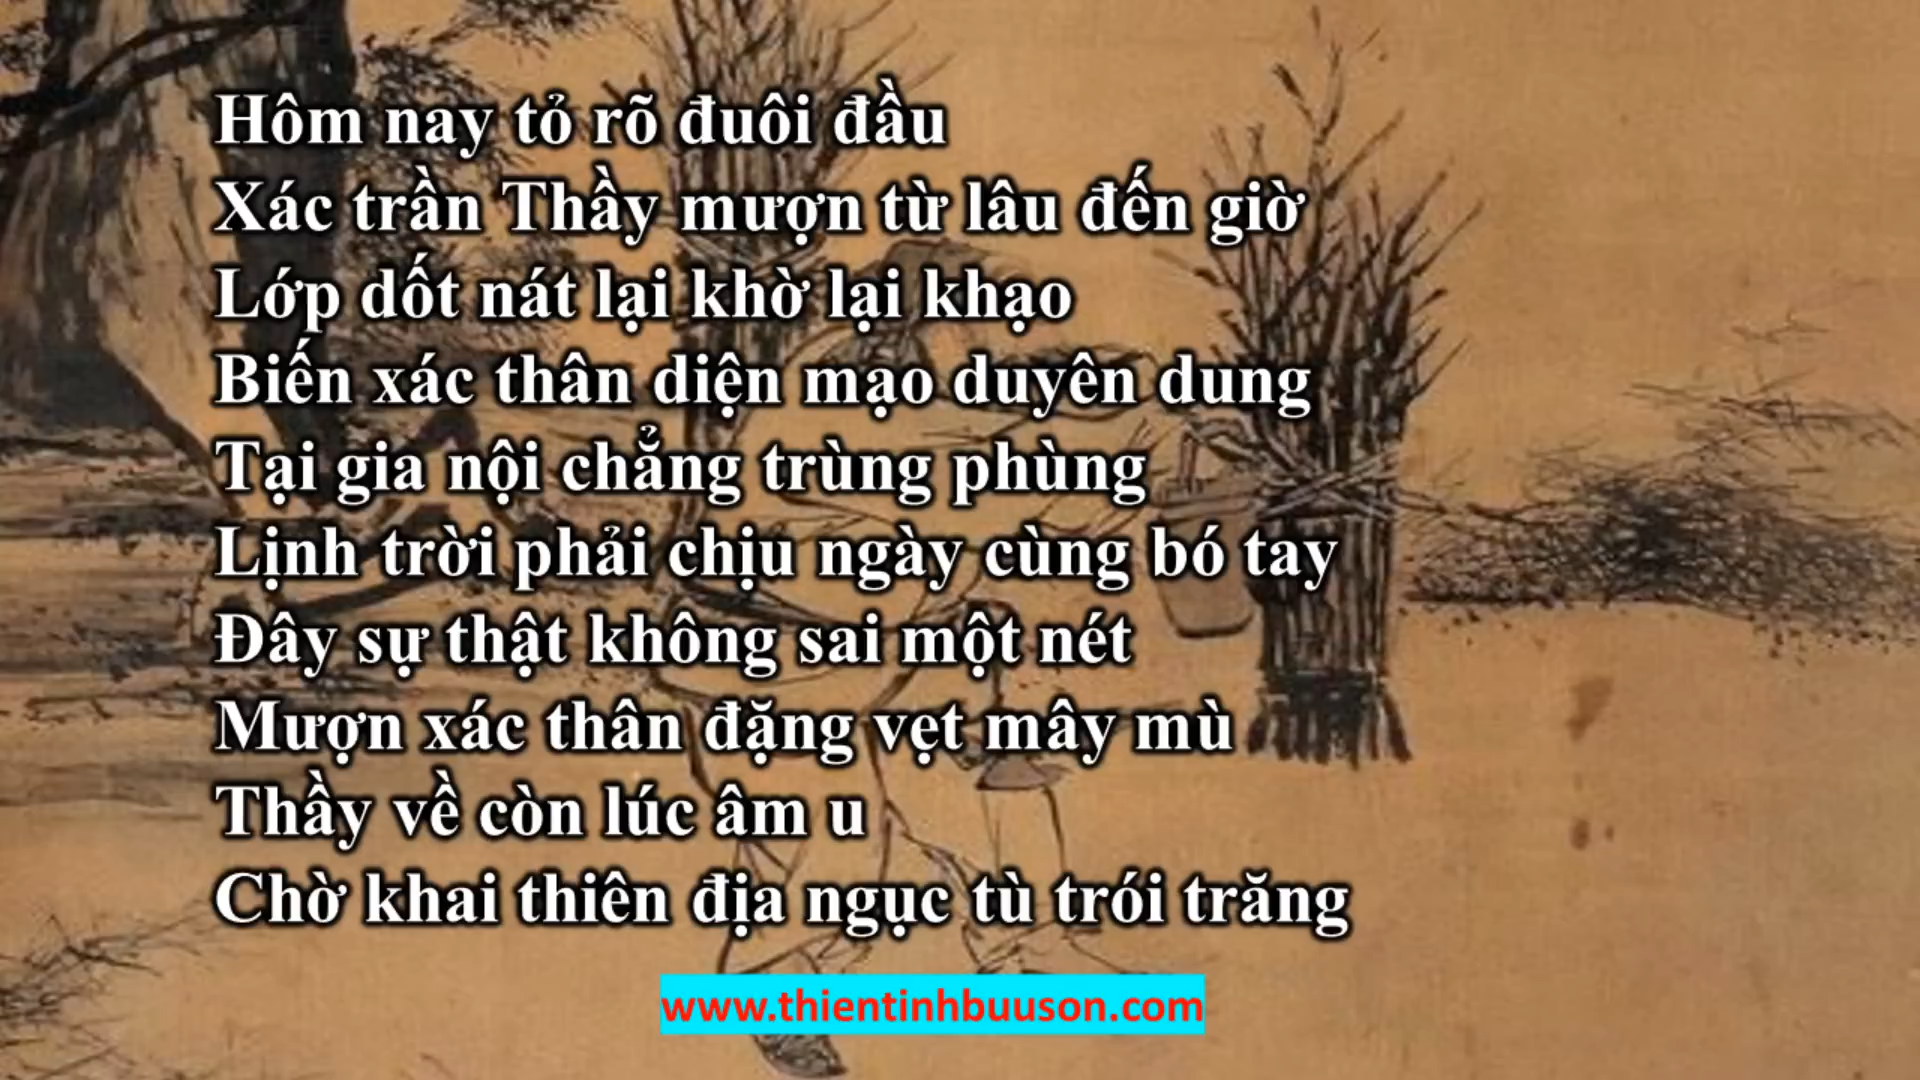 Hôm nay tỏ rõ đuôi đầu
Xác trần Thầy mượn từ lâu đến giờ
Lớp dốt nát lại khờ lại khạo
Biến xác thân diện mạo duyên dung
Tại gia nội chẳng trùng phùng
Lịnh trời phải chịu ngày cùng bó tay
Đây sự thật không sai một nét
Mượn xác thân đặng vẹt mây mù
Thầy về còn lúc âm u
Chờ khai thiên địa ngục tù trói trăng
www.thientinhbuuson.com